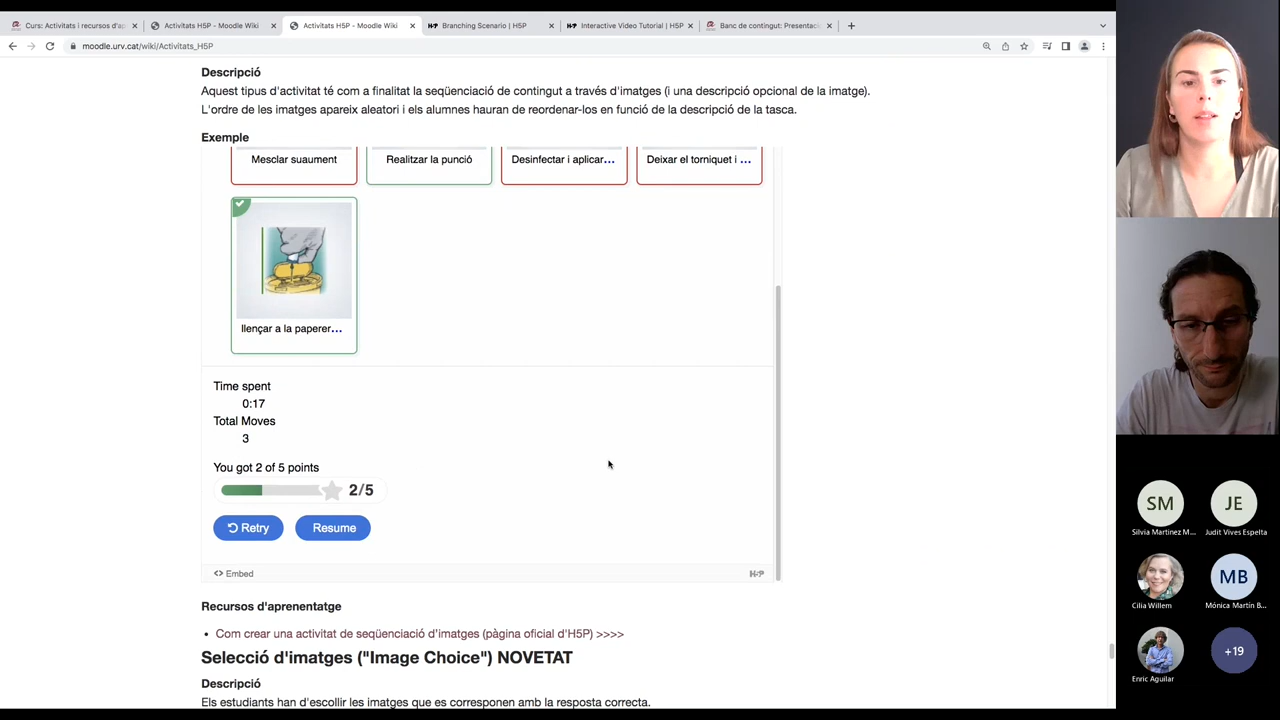 Curs: Activitats i recursos d'ac
Activitats H5P - Moodle Wiki
Activitats H5P - Moodle Wiki
Branching Scenario | H5P
Interactive Video Tutorial | H5P
Banc de contingut: Presentac
moodle.urv.cat/wiki/Activitats_H5P
Descripció
Aquest tipus d'activitat té com a finalitat la seqüenciació de contingut a través d'imatges (i una descripció opcional de la imatge).
L'ordre de les imatges apareix aleatori i els alumnes hauran de reordenar-los en funció de la descripció de la tasca.
Exemple
Mesclar suaument
Realitzar la punció
Desinfectar i aplicar...
Deixar el torniquet i ...
llençar a la paperer...
Time spent
0:17
Total Moves
3
You got 2 of 5 points
2/5
Retry
Resume
<> Embed
H5P
Recursos d'aprenentatge
• Com crear una activitat de seqüenciació d'imatges (pàgina oficial d'H5P) >>>>
Selecció d'imatges ("Image Choice") NOVETAT
Descripció
Els estudiants han d'escollir les imatges que es corresponen amb la resposta correcta.
SM
JE
Silvia Martínez M...
Judit Vives Espelta
MB
Cilia Willem
Mónica Martín B...
+19
Enric Aguilar